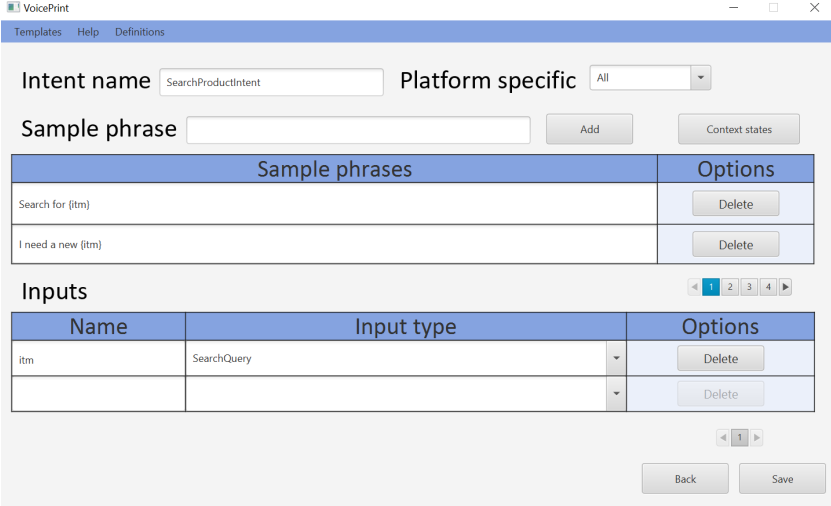 VoicePrint
Templates Help Definitions
Intent name SearchProductIntent Platform specific All
Sample phrase Add Context states
Sample phrases Options
Search for {itm} Delete
I need a new {itm} Delete
1 2 3 4
Inputs
Name Input type Options
itm SearchQuery Delete
Delete
1
Back Save